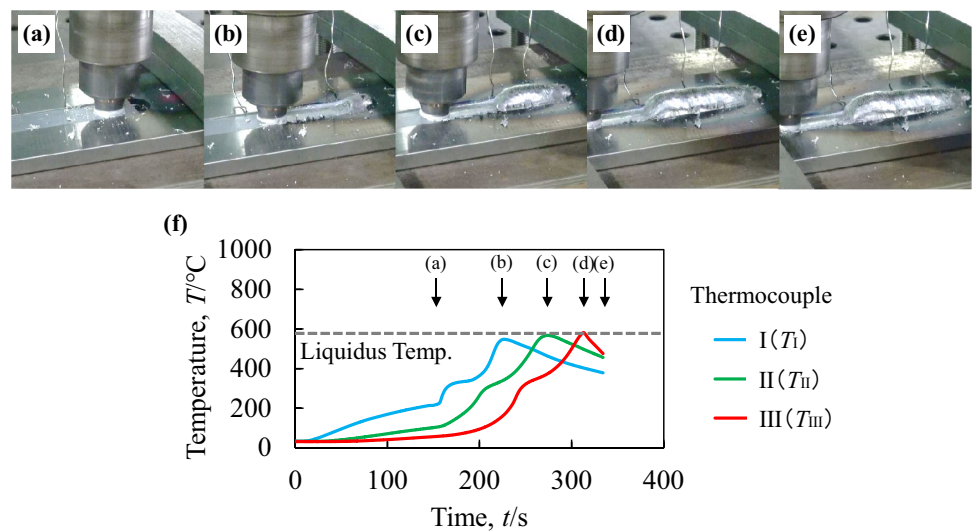 (a) (b) (c) (d) (e)
(f)
1000
800
600
400
200
0
Temperature, T/°C
(a) (b) (c) (d) (e)
Liquidus Temp.
0 100 200 300 400
Time, t/s
Thermocouple
I (TI)
II (TII)
III (TIII)